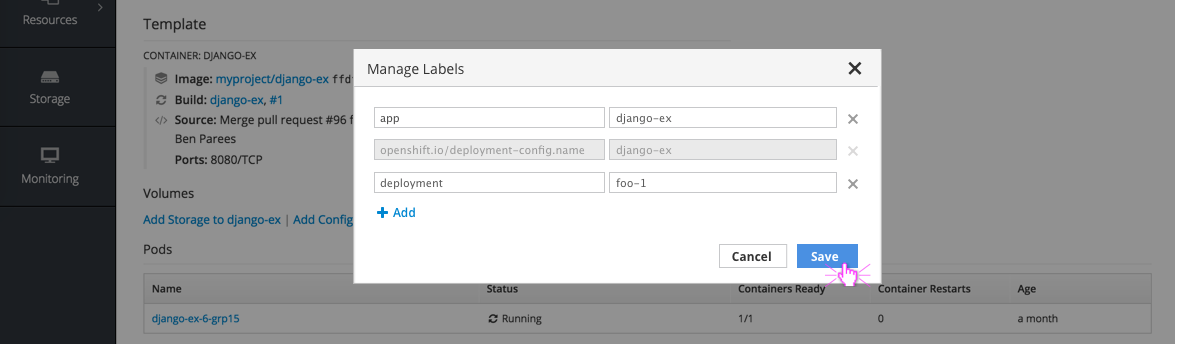 Resources
Storage
Monitoring
Template
CONTAINER: DJANGO-EX
Image: myproject/django-ex
Build: django-ex, #1
Source: Merge pull request #96
Ben Parees
Ports: 8080/TCP
Volumes
Add Storage to django-ex | Add Config
Pods
Name Status Containers Ready Container Restarts Age
django-ex-6-grp15 Running 1/1 0 a month
Manage Labels
app django-ex
openshift.io/deployment-config.name django-ex
deployment foo-1
Add
Cancel Save